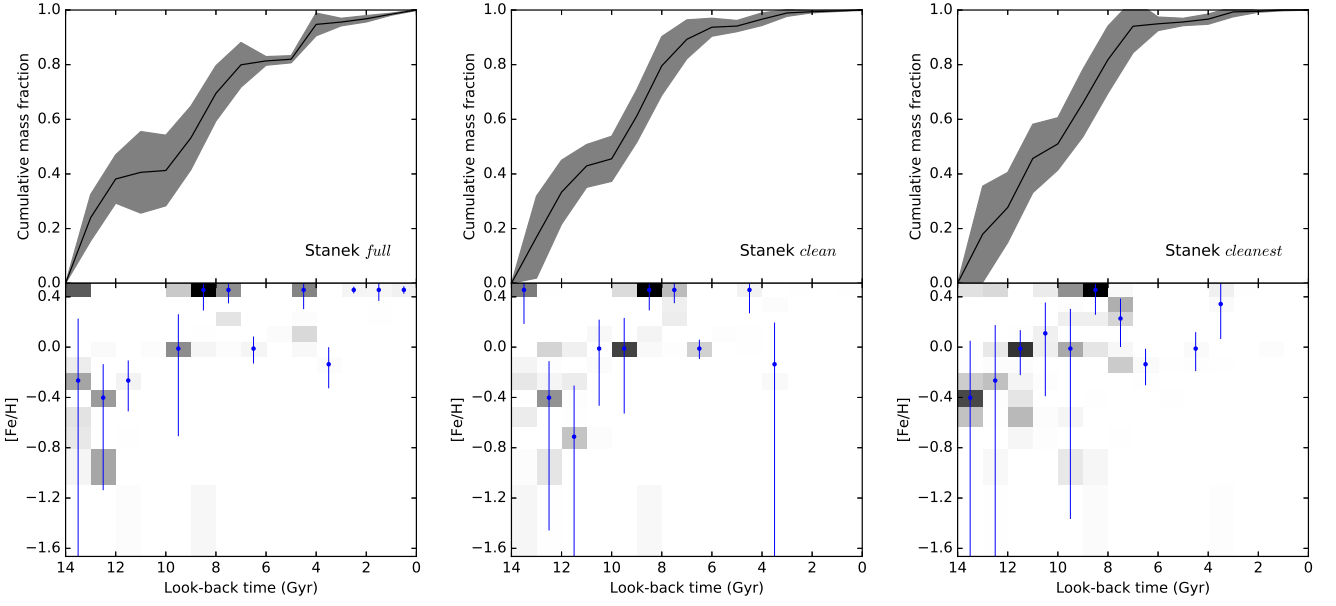 1.0
0.8
0.6
0.4
0.2
0.0
Cumulative mass fraction
Stanek full
0.4
0.0
−0.4
−0.8
−1.2
−1.6
[Fe/H]
14 12 10 8 6 4 2 0
Look-back time (Gyr)
1.0
0.8
0.6
0.4
0.2
0.0
Cumulative mass fraction
Stanek clean
0.4
0.0
−0.4
−0.8
−1.2
−1.6
[Fe/H]
14 12 10 8 6 4 2 0
Look-back time (Gyr)
1.0
0.8
0.6
0.4
0.2
0.0
Cumulative mass fraction
Stanek cleanest
0.4
0.0
−0.4
−0.8
−1.2
−1.6
[Fe/H]
14 12 10 8 6 4 2 0
Look-back time (Gyr)